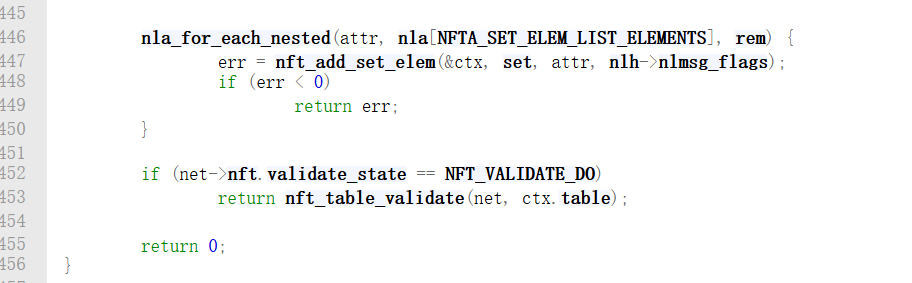 445
446 nla_for_each_nested(attr, nla[NFTA_SET_ELEM_LIST_ELEMENTS], rem) {
447 err = nft_add_set_elem(&ctx, set, attr, nlh->nlmsg_flags);
448 if (err < 0)
449 return err;
450 }
451
452 if (net->nft.validate_state == NFT_VALIDATE_DO)
453 return nft_table_validate(net, ctx.table);
454
455 return 0;
456 }